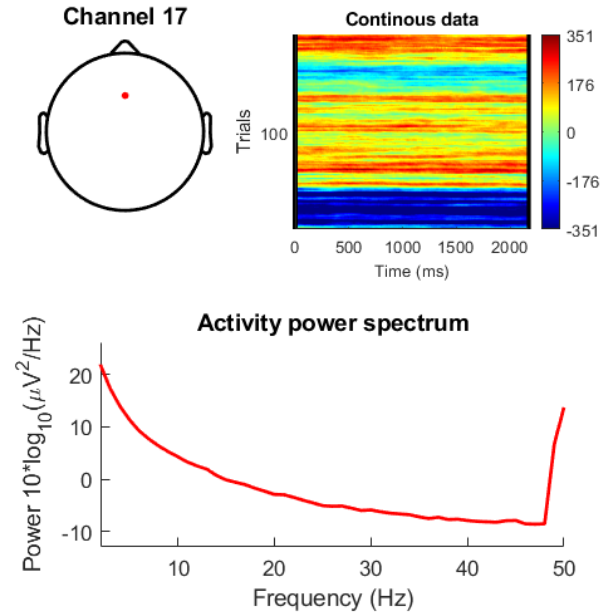 Channel 17
Continous data
Trials
100
351
176
0
-176
-351
0 500 1000 1500 2000
Time (ms)
Activity power spectrum
Power 10*log₁₀(μV²/Hz)
20
10
0
-10
10 20 30 40 50
Frequency (Hz)